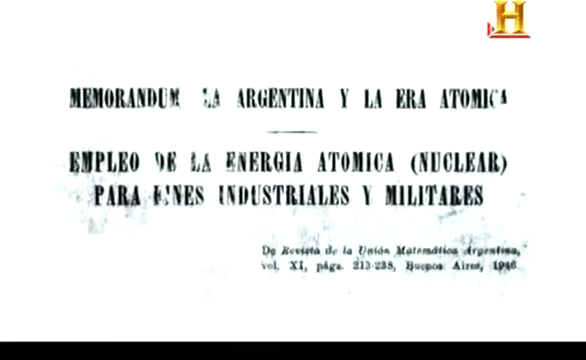 H
MEMORANDUM LA ARGENTINA Y LA ERA ATOMICA
EMPLEO DE LA ENERGIA ATOMICA (NUCLEAR)
PARA FINES INDUSTRIALES Y MILITARES
De Revista de la Unión Matemática Argentina,
vol. XI, págs. 213-238, Buenos Aires, 1946